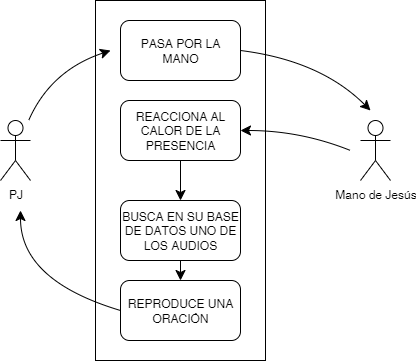 PASA POR LA
MANO
REACCIONA AL
CALOR DE LA
PRESENCIA
PJ
Mano de Jesús
BUSCA EN SU BASE
DE DATOS UNO DE
LOS AUDIOS
REPRODUCE UNA
ORACIÓN